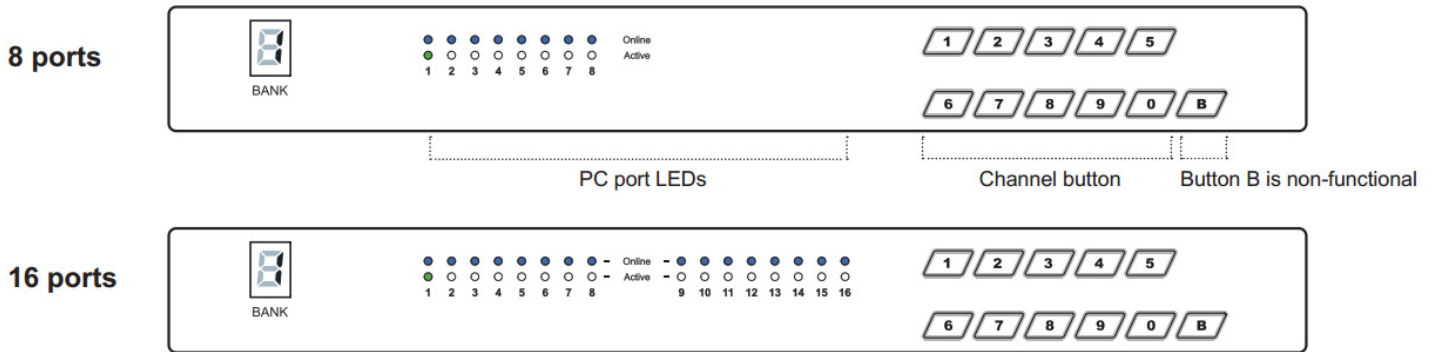 8 ports
1
BANK
Online
Active
1 2 3 4 5 6 7 8
1 2 3 4 5
6 7 8 9 0 B
PC port LEDs
Channel button
Button B is non-functional
16 ports
1
BANK
– Online –
– Active –
1 2 3 4 5 6 7 8 9 10 11 12 13 14 15 16
1 2 3 4 5
6 7 8 9 0 B